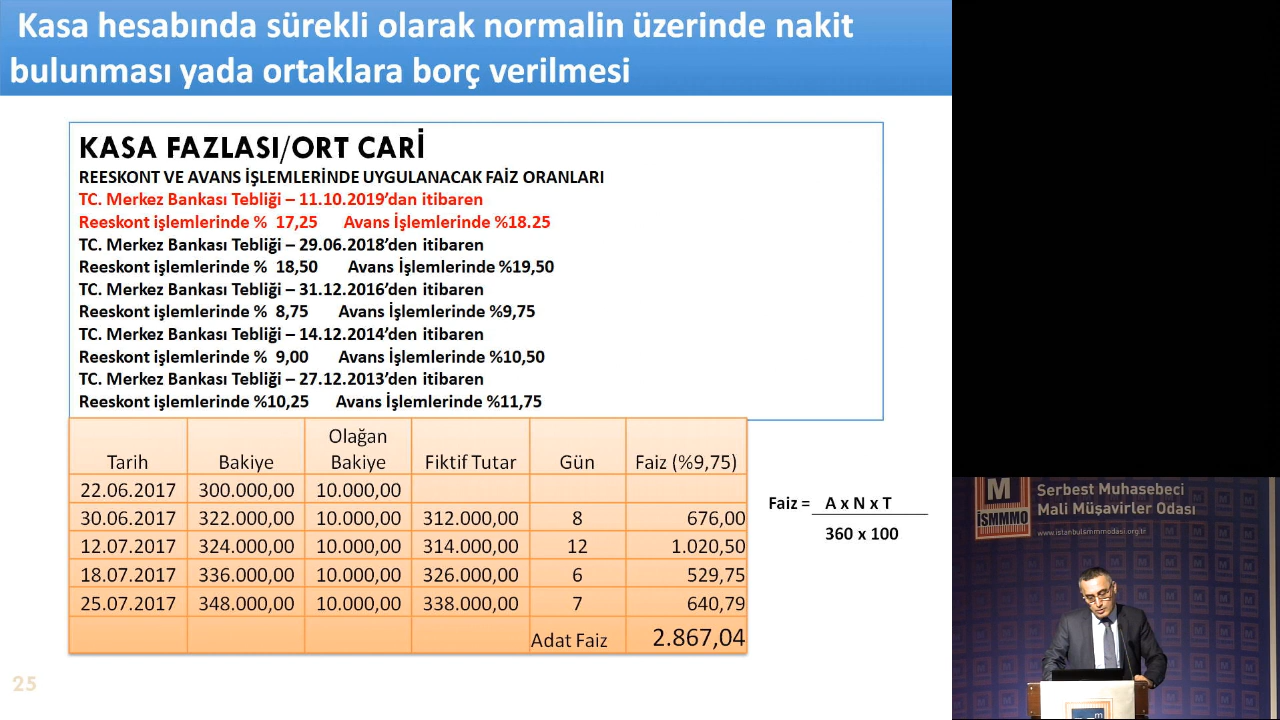 Kasa hesabında sürekli olarak normalin üzerinde nakit
bulunması yada ortaklara borç verilmesi
KASA FAZLASI/ORT CARİ
REESKONT VE AVANS İŞLEMLERİNDE UYGULANACAK FAİZ ORANLARI
TC. Merkez Bankası Tebliği – 11.10.2019’dan itibaren
Reeskont işlemlerinde % 17,25 Avans İşlemlerinde %18.25
TC. Merkez Bankası Tebliği – 29.06.2018’den itibaren
Reeskont işlemlerinde % 18,50 Avans İşlemlerinde %19,50
TC. Merkez Bankası Tebliği – 31.12.2016’den itibaren
Reeskont işlemlerinde % 8,75 Avans İşlemlerinde %9,75
TC. Merkez Bankası Tebliği – 14.12.2014’den itibaren
Reeskont işlemlerinde % 9,00 Avans İşlemlerinde %10,50
TC. Merkez Bankası Tebliği – 27.12.2013’den itibaren
Reeskont işlemlerinde %10,25 Avans İşlemlerinde %11,75
Tarih Bakiye Olağan Bakiye Fiktif Tutar Gün Faiz (%9,75)
22.06.2017 300.000,00 10.000,00
30.06.2017 322.000,00 10.000,00 312.000,00 8 676,00
12.07.2017 324.000,00 10.000,00 314.000,00 12 1.020,50
18.07.2017 336.000,00 10.000,00 326.000,00 6 529,75
25.07.2017 348.000,00 10.000,00 338.000,00 7 640,79
Adat Faiz 2.867,04
Faiz = A x N x T
360 x 100
25
M
İSMMMO
Serbest Muhasebeci
Mali Müşavirler Odası
www.istanbulsmmmodasi.org.tr